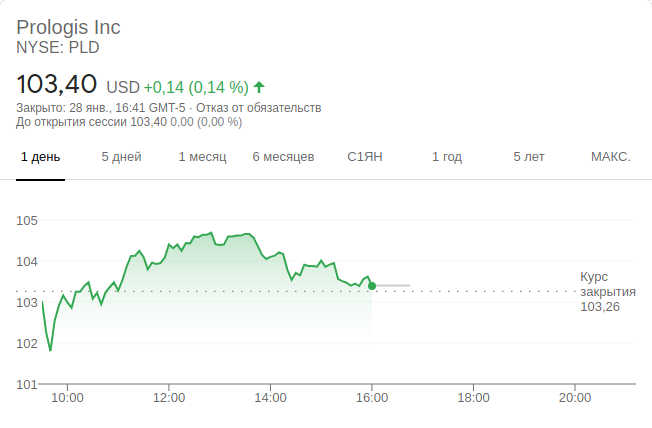 Prologis Inc
NYSE: PLD
103,40 USD +0,14 (0,14 %)
Закрыто: 28 янв., 16:41 GMT-5 · Отказ от обязательств
До открытия сессии 103,40 0,00 (0,00 %)
1 день 5 дней 1 месяц 6 месяцев С1ЯН 1 год 5 лет МАКС.
105
104
Курс
закрытия
103,26
103
102
101
10:00 12:00 14:00 16:00 18:00 20:00